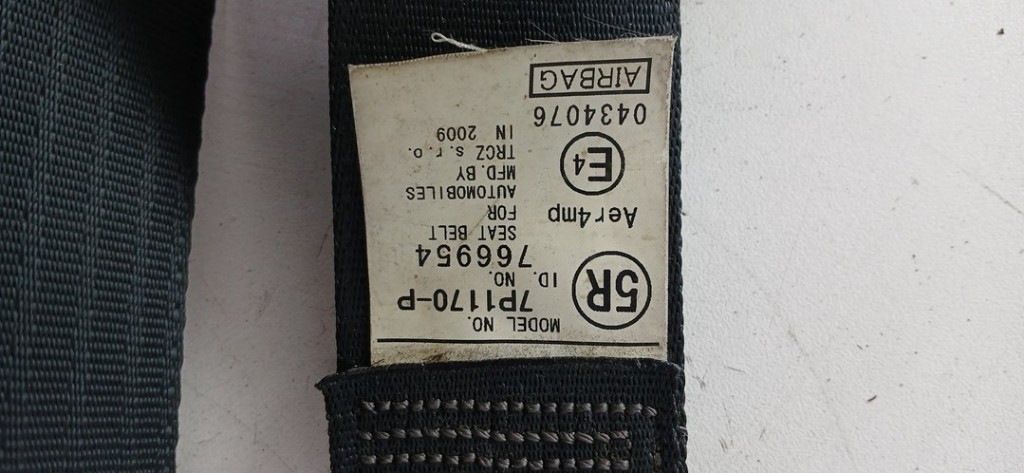 MODEL NO.
7P1170-P
5R
ID. NO.
766954
Aer4mp
SEAT BELT
FOR
AUTOMOBILES
E4
MFD.BY
TRCZ s.r.o.
IN 2009
0434076
AIRBAG